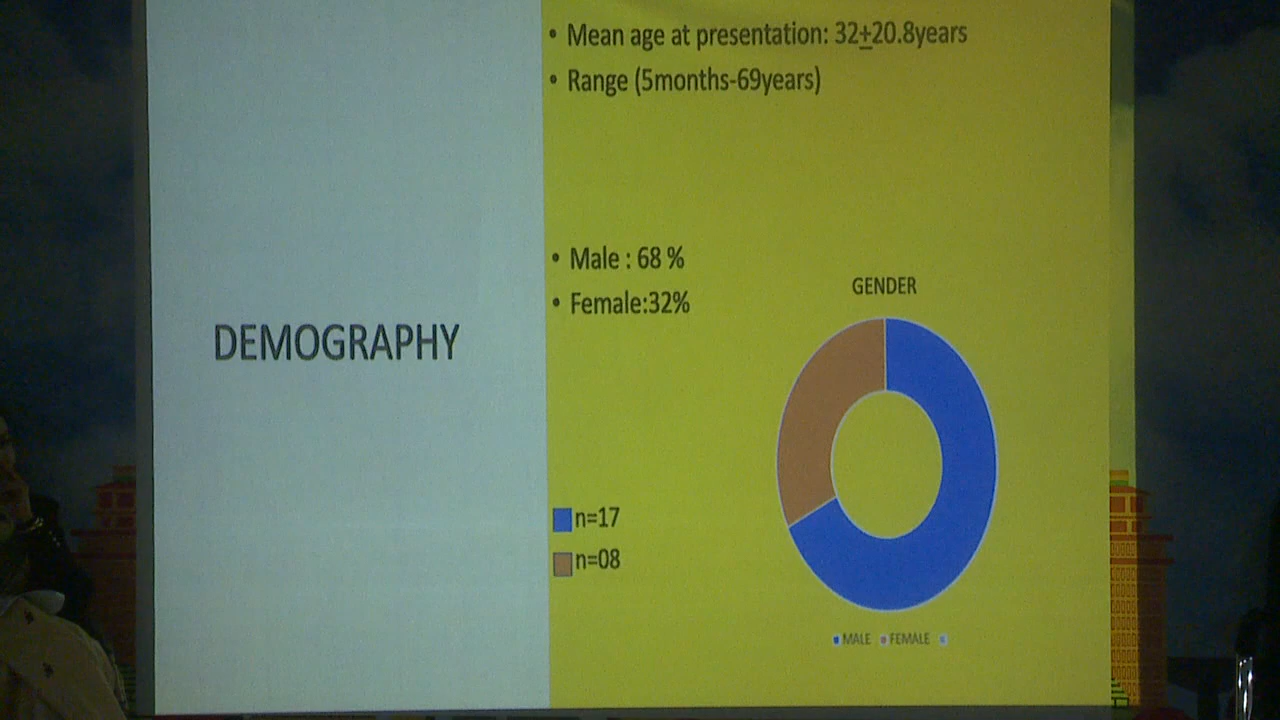 DEMOGRAPHY
• Mean age at presentation: 32±20.8years
• Range (5months-69years)
• Male : 68 %
• Female:32%
n=17
n=08
GENDER
MALE FEMALE